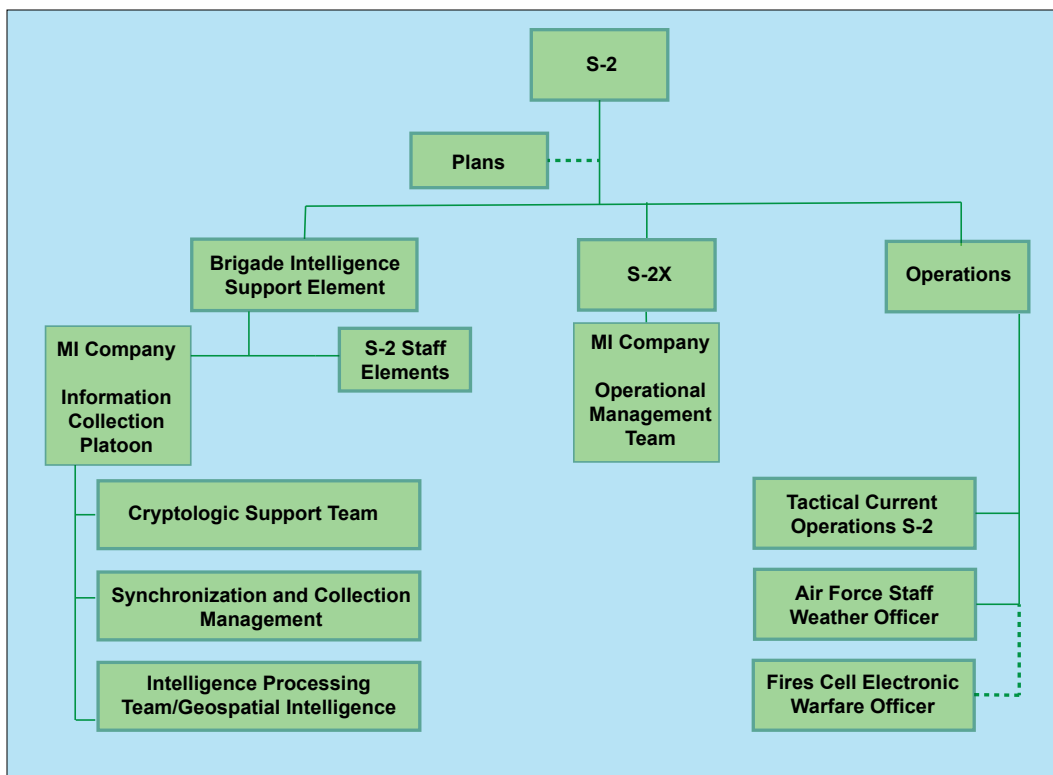 S-2
Plans
Brigade Intelligence
Support Element
S-2X
Operations
MI Company
Information
Collection
Platoon
S-2 Staff
Elements
MI Company
Operational
Management
Team
Cryptologic Support Team
Synchronization and Collection
Management
Intelligence Processing
Team/Geospatial Intelligence
Tactical Current
Operations S-2
Air Force Staff
Weather Officer
Fires Cell Electronic
Warfare Officer